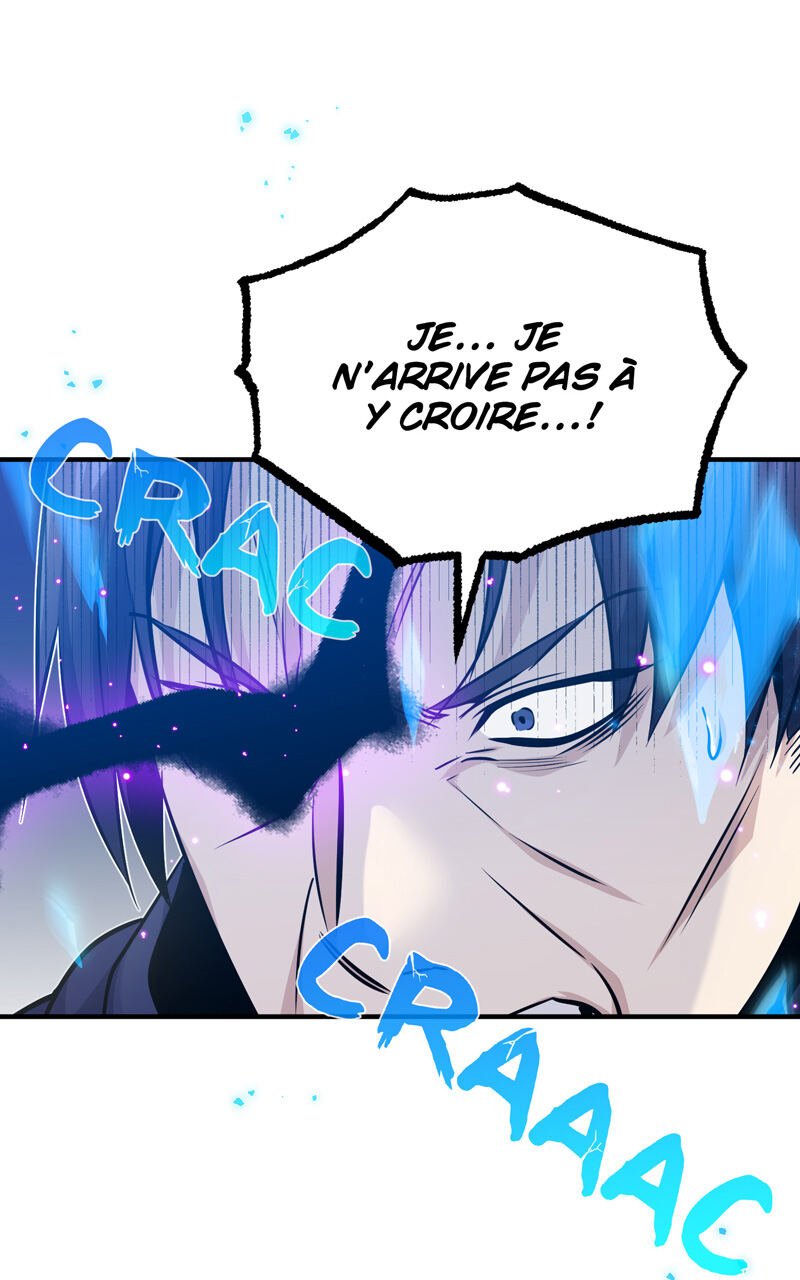 JE... JE
N'ARRIVE PAS À
Y CROIRE...!
CRAC
CRAAAC